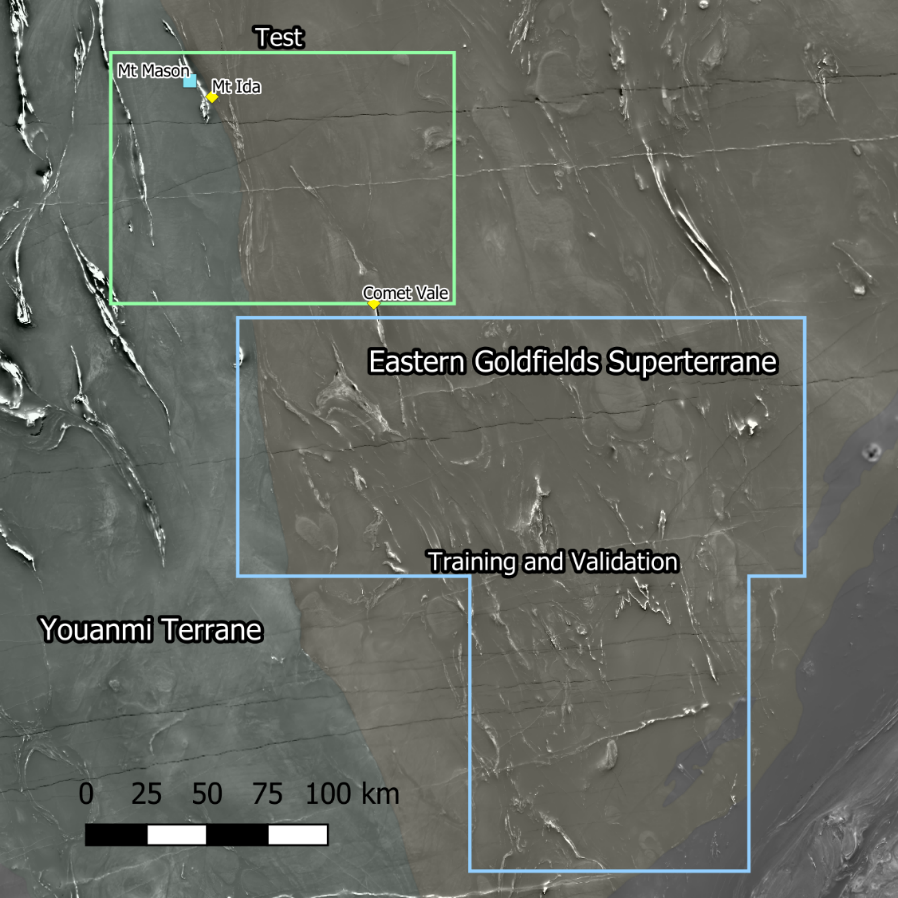 Test
Mt Mason
Mt Ida
Comet Vale
Eastern Goldfields Superterrane
Training and Validation
Youanmi Terrane
0 25 50 75 100 km